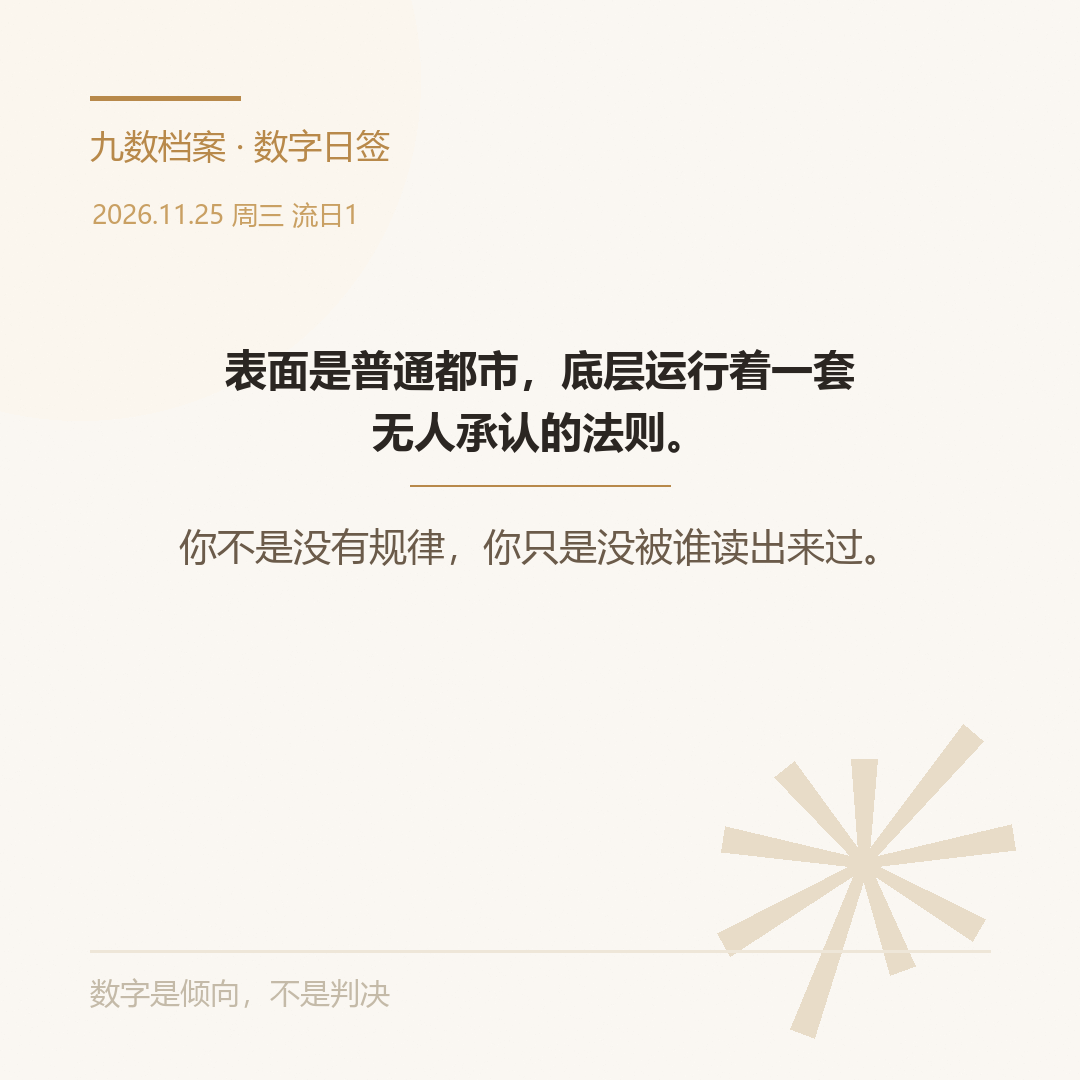 九数档案 · 数字日签
2026.11.25 周三 流日1
表面是普通都市，底层运行着一套
无人承认的法则。
你不是没有规律，你只是没被谁读出来过。
数字是倾向，不是判决